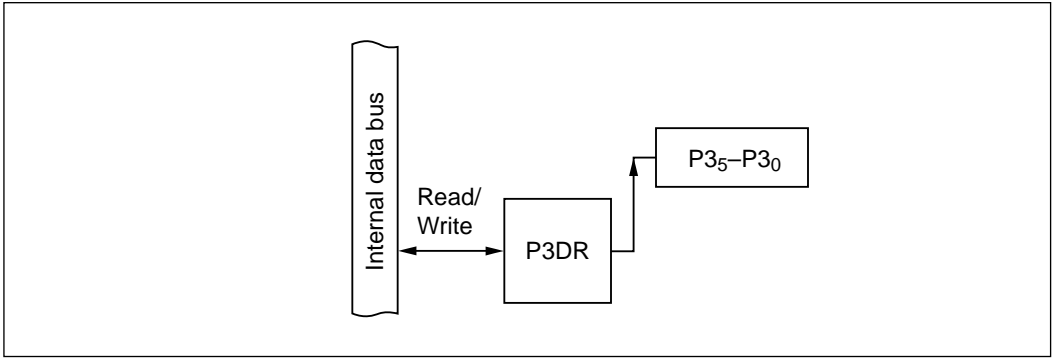 Internal data bus
Read/
Write
P3DR
P3₅–P3₀